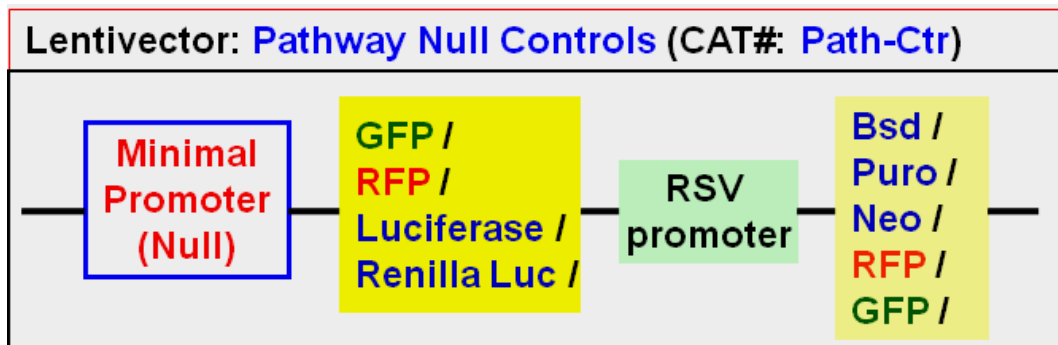 Lentivector: Pathway Null Controls (CAT#: Path-Ctr)
Minimal
Promoter
(Null)
GFP /
RFP /
Luciferase /
Renilla Luc /
RSV
promoter
Bsd /
Puro /
Neo /
RFP /
GFP /